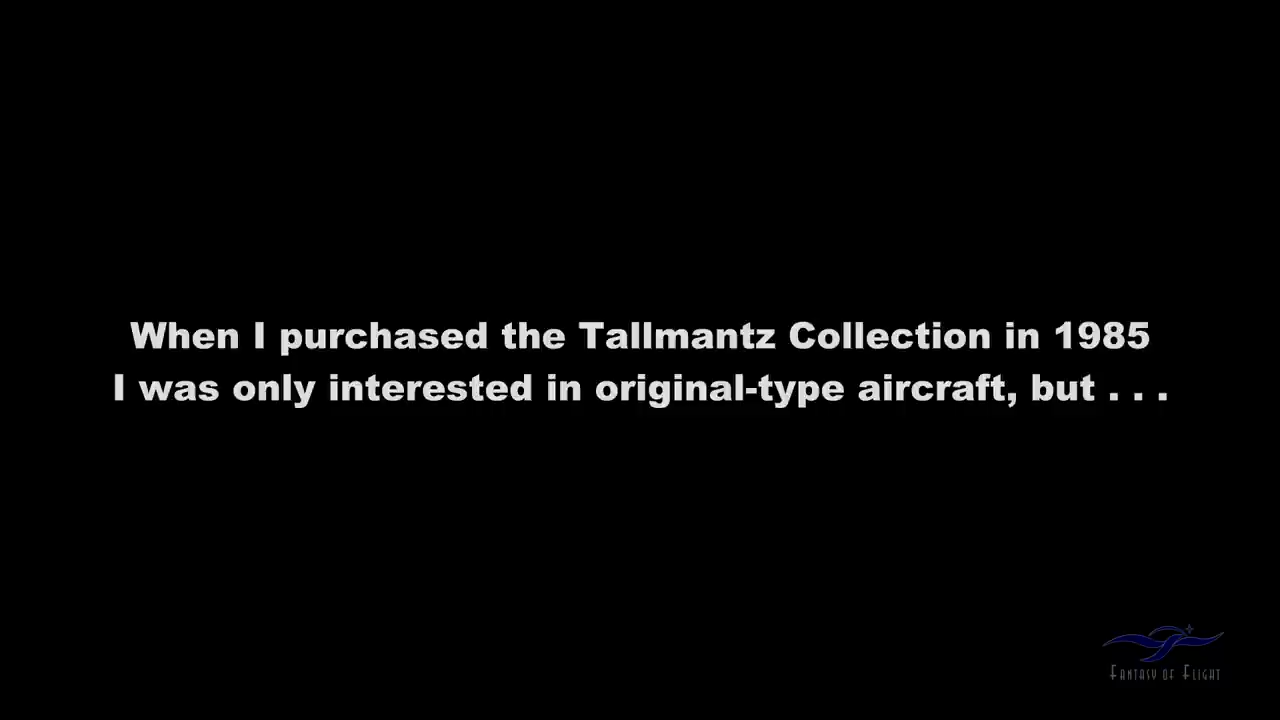 When I purchased the Tallmantz Collection in 1985
I was only interested in original-type aircraft, but . . .
Fantasy of Flight